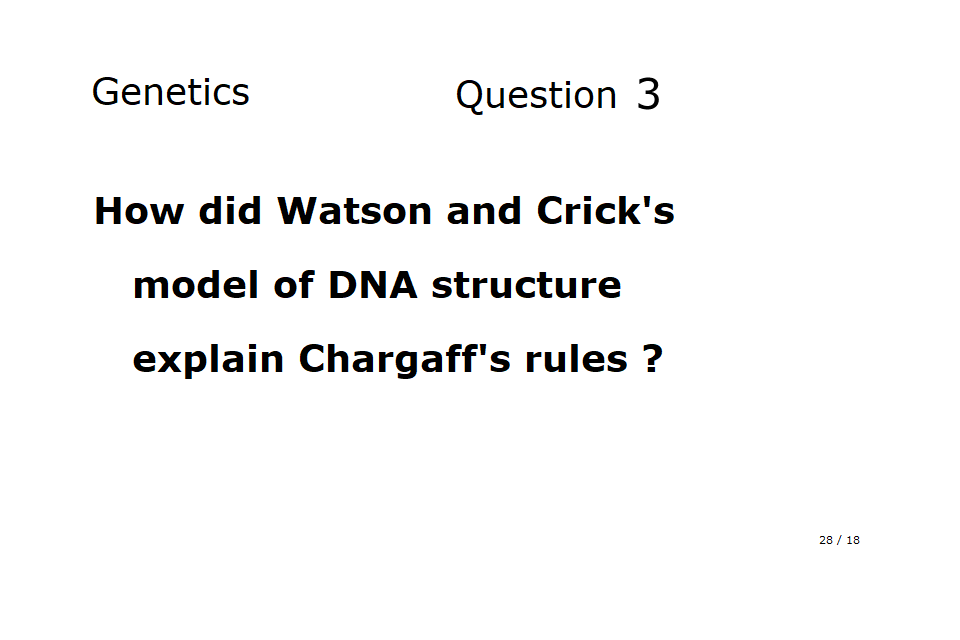 Genetics Question 3
How did Watson and Crick's
model of DNA structure
explain Chargaff's rules ?
28 / 18